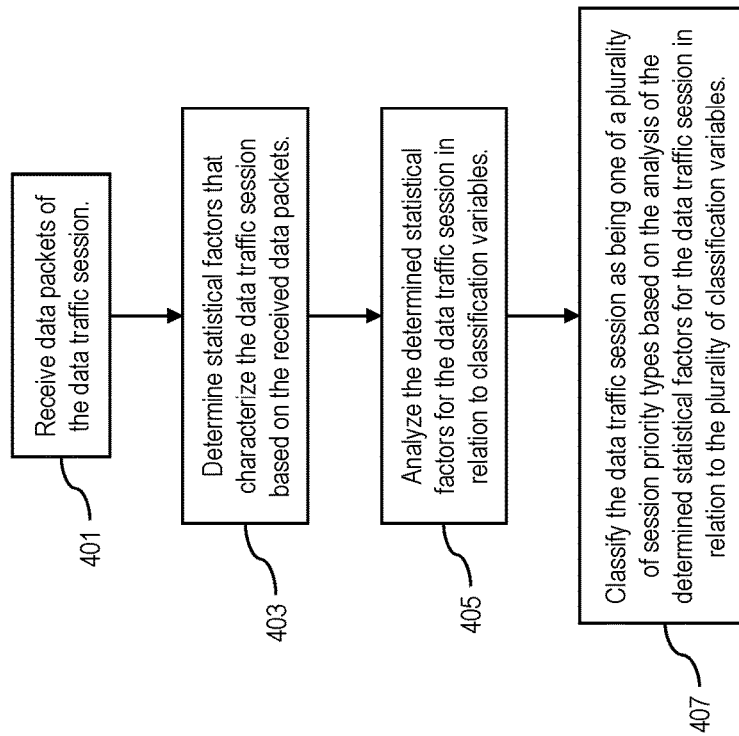 Receive data packets of
the data traffic session.
401
Determine statistical factors that
characterize the data traffic session
based on the received data packets.
403
Analyze the determined statistical
factors for the data traffic session in
relation to classification variables.
405
Classify the data traffic session as being one of a plurality
of session priority types based on the analysis of the
determined statistical factors for the data traffic session in
relation to the plurality of classification variables.
407